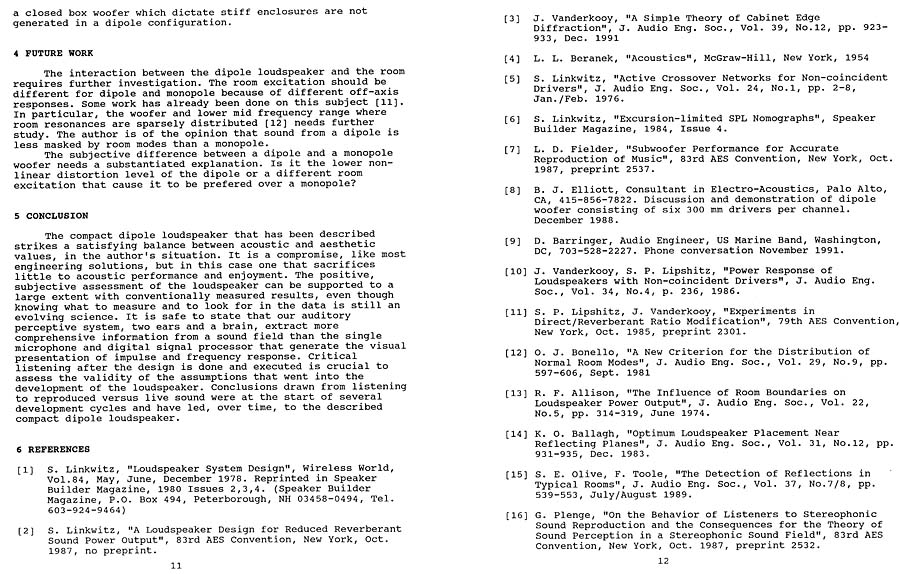 a closed box woofer which dictate stiff enclosures are not
generated in a dipole configuration.
4 FUTURE WORK
The interaction between the dipole loudspeaker and the room
requires further investigation. The room excitation should be
different for dipole and monopole because of different off-axis
responses. Some work has already been done on this subject [11].
In particular, the woofer and lower mid frequency range where
room resonances are sparsely distributed [12] needs further
study. The author is of the opinion that sound from a dipole is
less masked by room modes than a monopole.
The subjective difference between a dipole and a monopole
woofer needs a substantiated explanation. Is it the lower non-
linear distortion level of the dipole or a different room
excitation that cause it to be prefered over a monopole?
5 CONCLUSION
The compact dipole loudspeaker that has been described
strikes a satisfying balance between acoustic and aesthetic
values, in the author's situation. It is a compromise, like most
engineering solutions, but in this case one that sacrifices
little to acoustic performance and enjoyment. The positive,
subjective assessment of the loudspeaker can be supported to a
large extent with conventionally measured results, even though
knowing what to measure and to look for in the data is still an
evolving science. It is safe to state that our auditory
perceptive system, two ears and a brain, extract more
comprehensive information from a sound field than the single
microphone and digital signal processor that generate the visual
presentation of impulse and frequency response. Critical
listening after the design is done and executed is crucial to
assess the validity of the assumptions that went into the
development of the loudspeaker. Conclusions drawn from listening
to reproduced versus live sound were at the start of several
development cycles and have led, over time, to the described
compact dipole loudspeaker.
6 REFERENCES
[1] S. Linkwitz, "Loudspeaker System Design", Wireless World,
Vol.84, May, June, December 1978. Reprinted in Speaker
Builder Magazine, 1980 Issues 2,3,4. (Speaker Builder
Magazine, P.O. Box 494, Peterborough, NH 03458-0494, Tel.
603-924-9464)
[2] S. Linkwitz, "A Loudspeaker Design for Reduced Reverberant
Sound Power Output", 83rd AES Convention, New York, Oct.
1987, no preprint.
11
[3] J. Vanderkooy, "A Simple Theory of Cabinet Edge
Diffraction", J. Audio Eng. Soc., Vol. 39, No.12, pp. 923-
933, Dec. 1991
[4] L. L. Beranek, "Acoustics", McGraw-Hill, New York, 1954
[5] S. Linkwitz, "Active Crossover Networks for Non-coincident
Drivers", J. Audio Eng. Soc., Vol. 24, No.1, pp. 2-8,
Jan./Feb. 1976.
[6] S. Linkwitz, "Excursion-limited SPL Nomographs", Speaker
Builder Magazine, 1984, Issue 4.
[7] L. D. Fielder, "Subwoofer Performance for Accurate
Reproduction of Music", 83rd AES Convention, New York, Oct.
1987, preprint 2537.
[8] B. J. Elliott, Consultant in Electro-Acoustics, Palo Alto,
CA, 415-856-7822. Discussion and demonstration of dipole
woofer consisting of six 300 mm drivers per channel.
December 1988.
[9] D. Barringer, Audio Engineer, US Marine Band, Washington,
DC, 703-528-2227. Phone conversation November 1991.
[10] J. Vanderkooy, S. P. Lipshitz, "Power Response of
Loudspeakers with Non-coincident Drivers", J. Audio Eng.
Soc., Vol. 34, No.4, p. 236, 1986.
[11] S. P. Lipshitz, J. Vanderkooy, "Experiments in
Direct/Reverberant Ratio Modification", 79th AES Convention,
New York, Oct. 1985, preprint 2301.
[12] O. J. Bonello, "A New Criterion for the Distribution of
Normal Room Modes", J. Audio Eng. Soc., Vol. 29, No.9, pp.
597-606, Sept. 1981
[13] R. F. Allison, "The Influence of Room Boundaries on
Loudspeaker Power Output", J. Audio Eng. Soc., Vol. 22,
No.5, pp. 314-319, June 1974.
[14] K. O. Ballagh, "Optimum Loudspeaker Placement Near
Reflecting Planes", J. Audio Eng. Soc., Vol. 31, No.12, pp.
931-935, Dec. 1983.
[15] S. E. Olive, F. Toole, "The Detection of Reflections in
Typical Rooms", J. Audio Eng. Soc., Vol. 37, No.7/8, pp.
539-553, July/August 1989.
[16] G. Plenge, "On the Behavior of Listeners to Stereophonic
Sound Reproduction and the Consequences for the Theory of
Sound Perception in a Stereophonic Sound Field", 83rd AES
Convention, New York, Oct. 1987, preprint 2532.
12